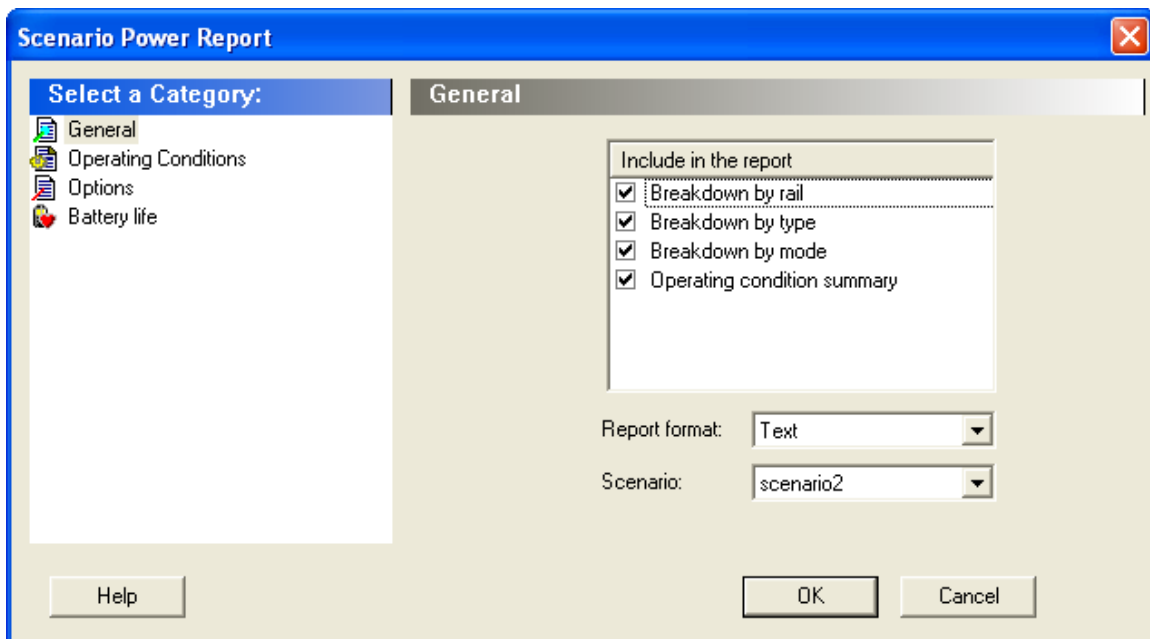 Scenario Power Report
Select a Category:
General
Operating Conditions
Options
Battery life
General
Include in the report
Breakdown by rail
Breakdown by type
Breakdown by mode
Operating condition summary
Report format: Text
Scenario: scenario2
Help OK Cancel